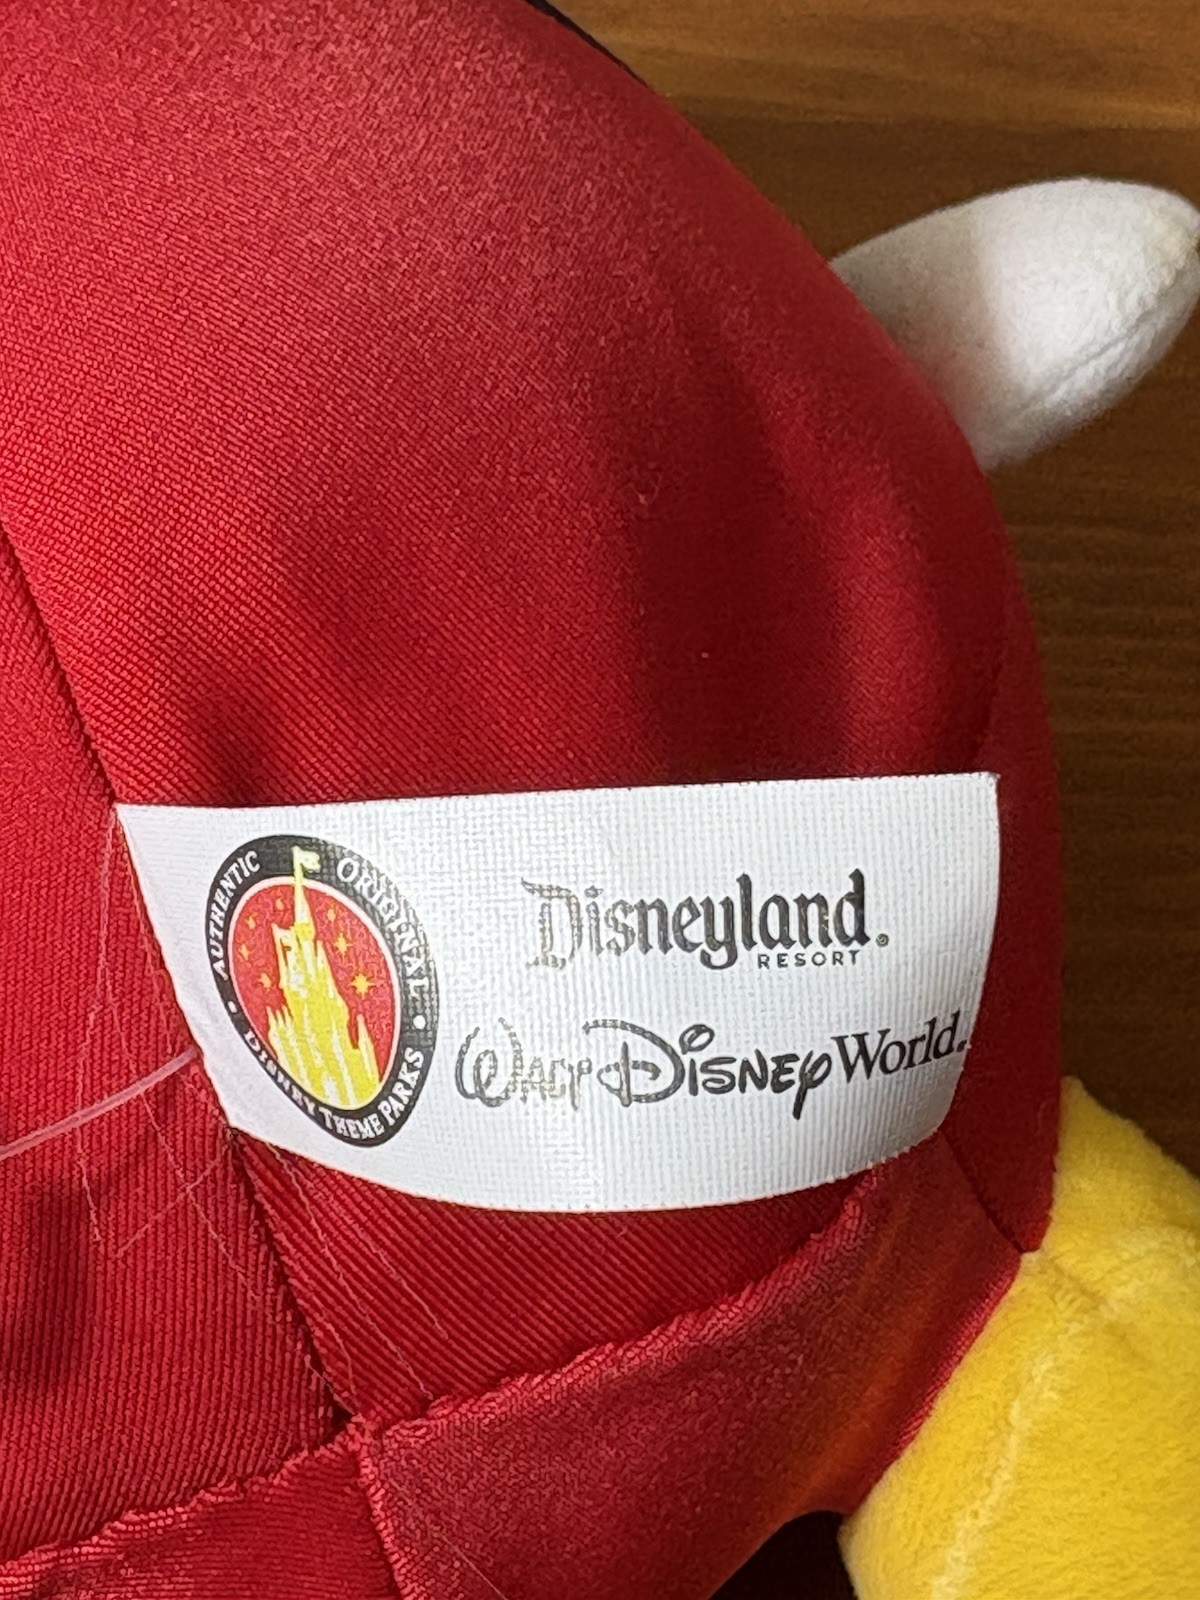 AUTHENTIC ORIGINAL
• DISNEY THEME PARKS •
Disneyland®
RESORT
WALT DISNEY World®